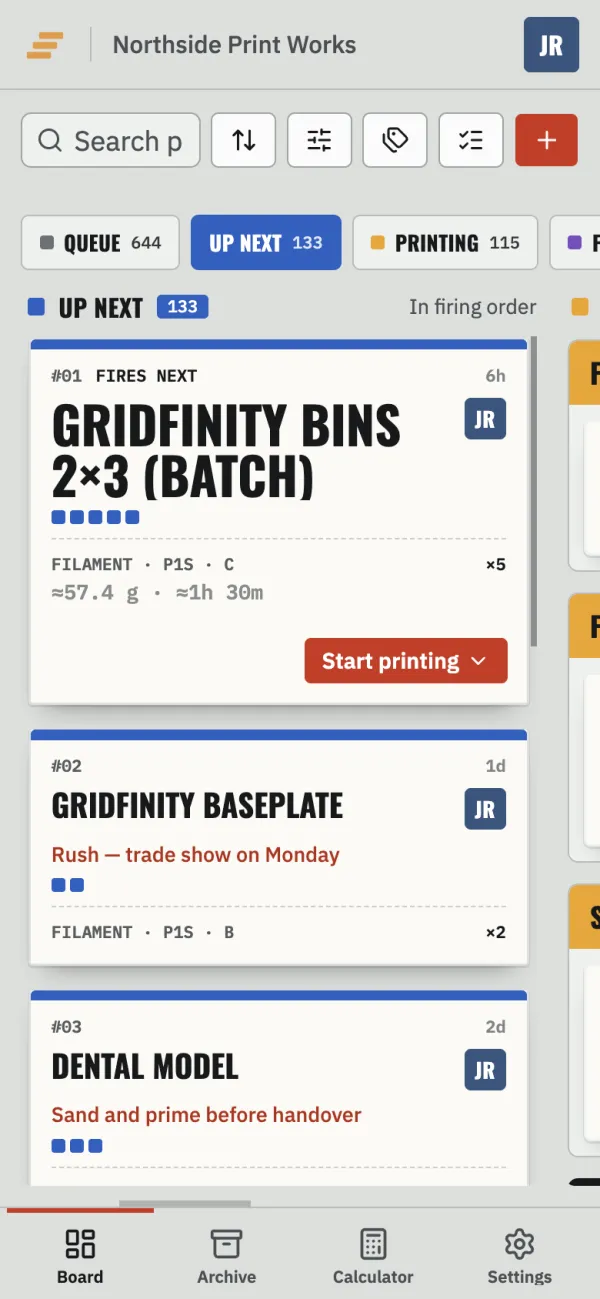 Northside Print Works
JR
Search p
QUEUE 644
UP NEXT 133
PRINTING 115
UP NEXT 133
In firing order
#01 FIRES NEXT
6h
GRIDFINITY BINS
2×3 (BATCH)
JR
FILAMENT · P1S · C
×5
≈57.4 g · ≈1h 30m
Start printing
#02
1d
GRIDFINITY BASEPLATE
JR
Rush — trade show on Monday
FILAMENT · P1S · B
×2
#03
2d
DENTAL MODEL
JR
Sand and prime before handover
Board
Archive
Calculator
Settings